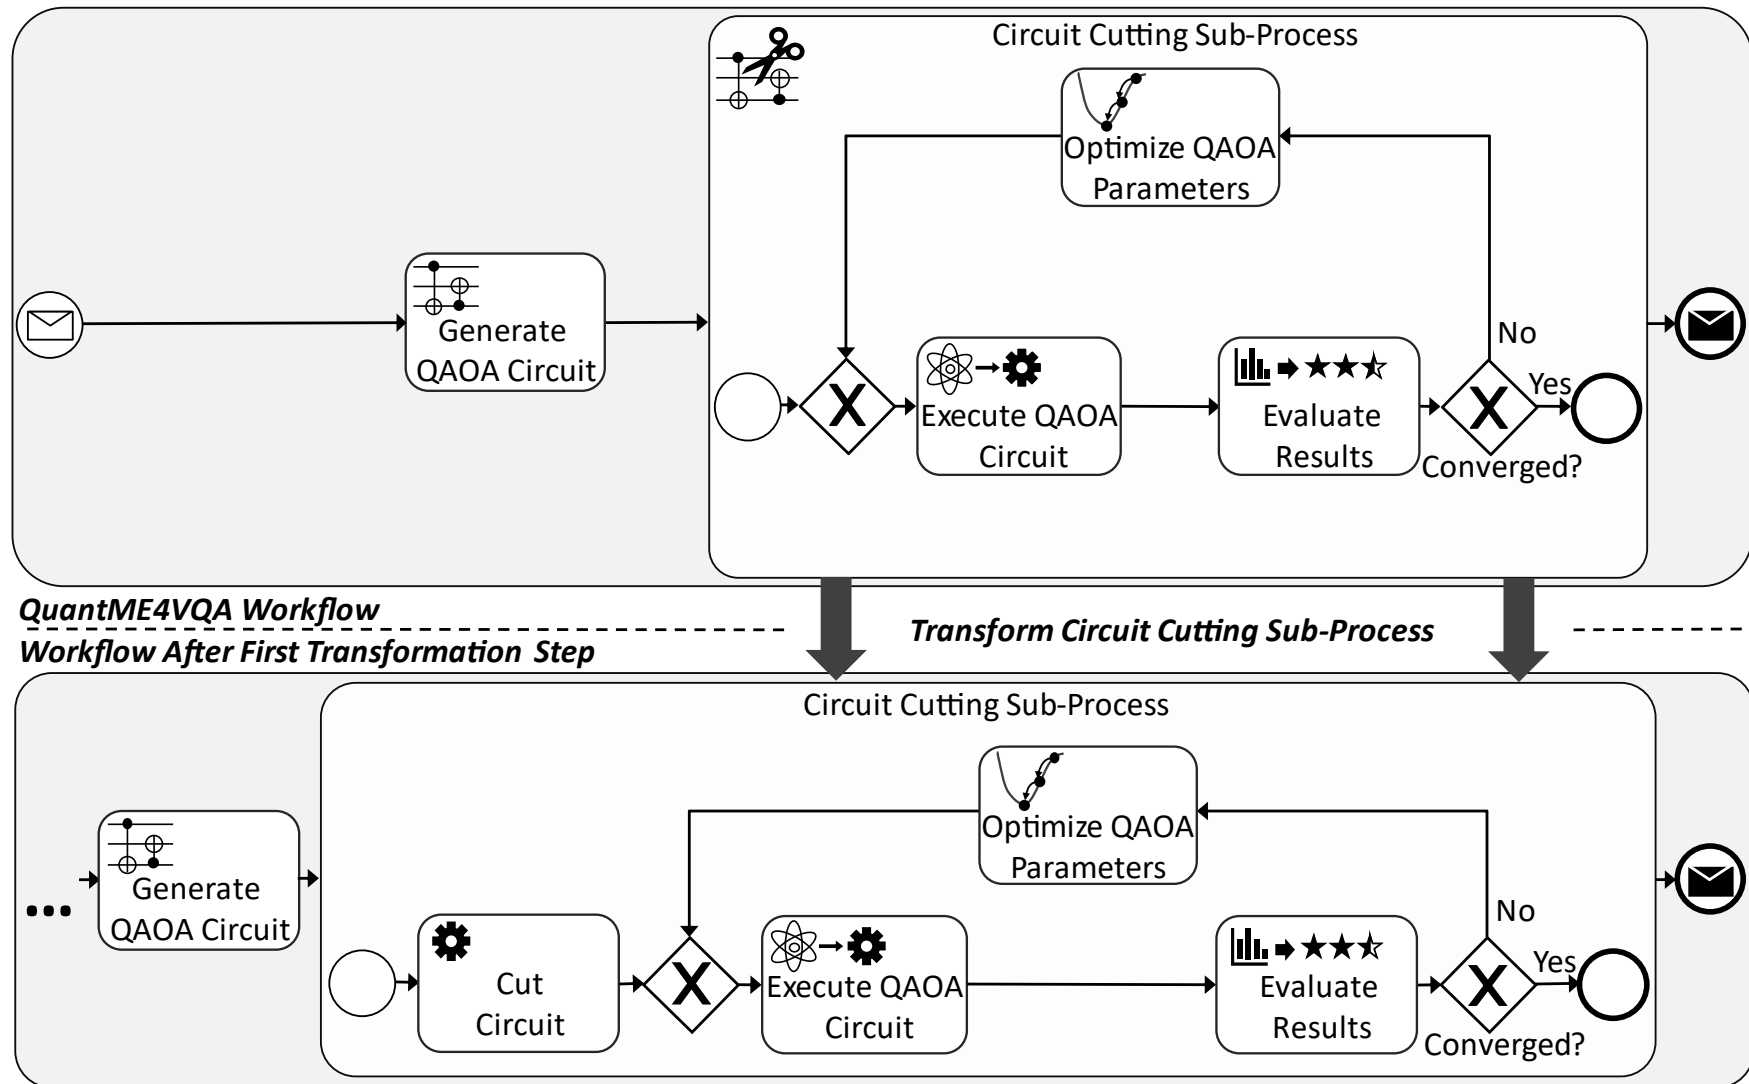 Circuit Cutting Sub-Process
Optimize QAOA
Parameters
Generate
QAOA Circuit
No
Execute QAOA
Circuit
Evaluate
Results
Yes
Converged?
QuantME4VQA Workflow
Transform Circuit Cutting Sub-Process
Workflow After First Transformation Step
Circuit Cutting Sub-Process
Optimize QAOA
Parameters
...
Generate
QAOA Circuit
No
Cut
Circuit
Execute QAOA
Circuit
Evaluate
Results
Yes
Converged?